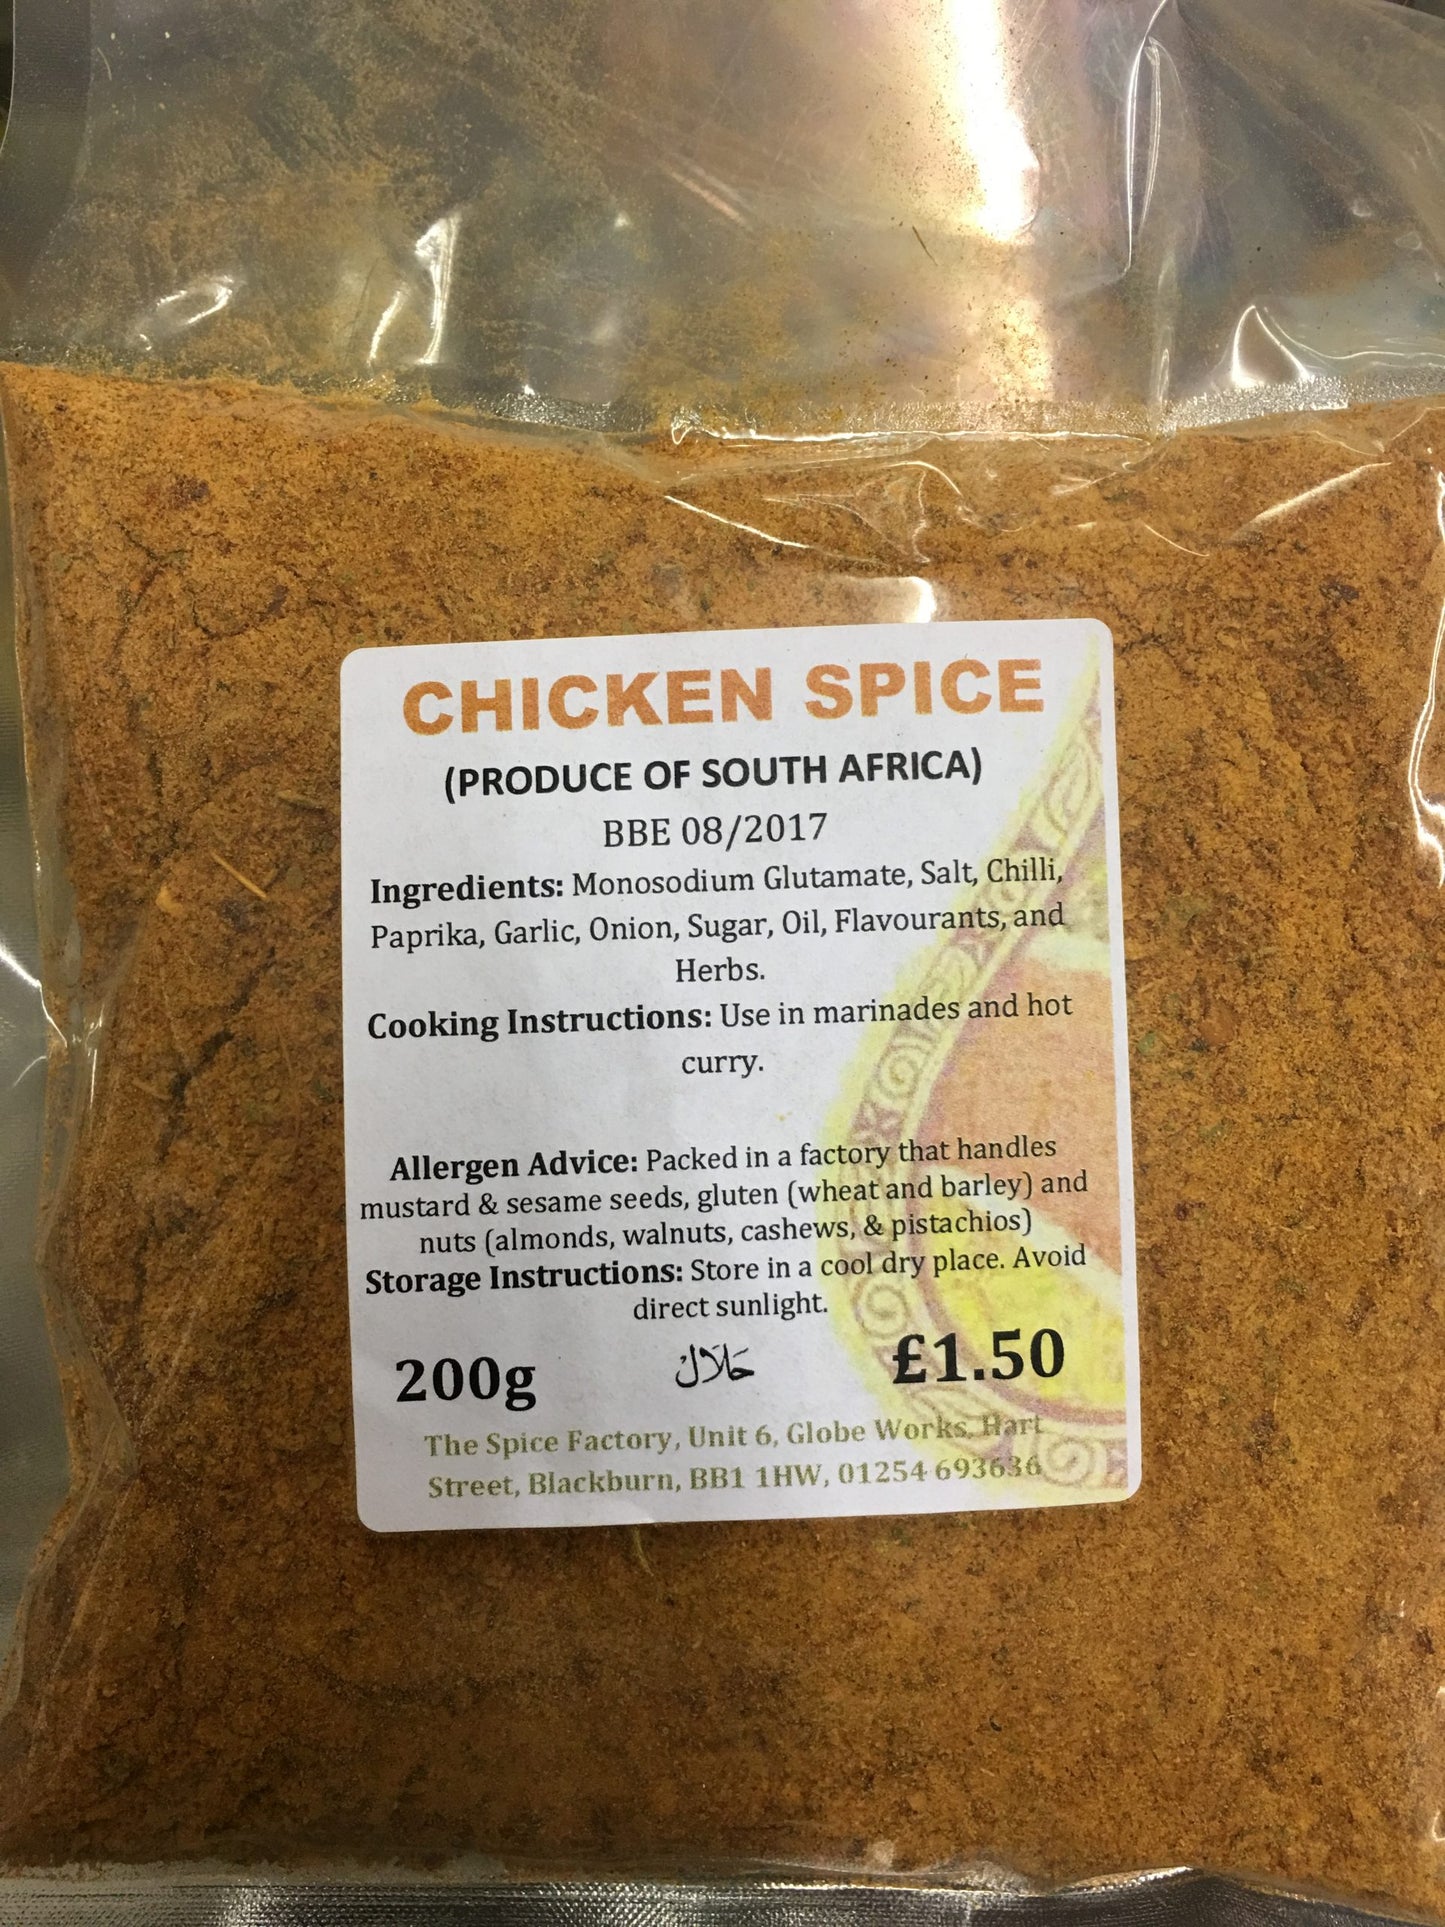 CHICKEN SPICE
(PRODUCE OF SOUTH AFRICA)
BBE 08/2017
Ingredients: Monosodium Glutamate, Salt, Chilli,
Paprika, Garlic, Onion, Sugar, Oil, Flavourants, and
Herbs.
Cooking Instructions: Use in marinades and hot
curry.
Allergen Advice: Packed in a factory that handles
mustard & sesame seeds, gluten (wheat and barley) and
nuts (almonds, walnuts, cashews, & pistachios)
Storage Instructions: Store in a cool dry place. Avoid
direct sunlight.
200g حَلَالٌ £1.50
The Spice Factory, Unit 6, Globe Works, Hart
Street, Blackburn, BB1 1HW, 01254 693636